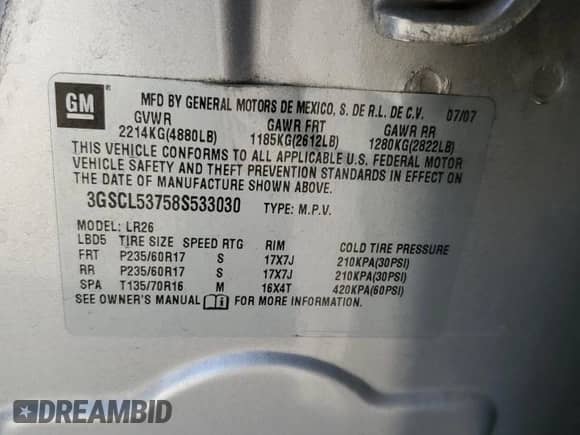 GM
MFD BY GENERAL MOTORS DE MEXICO, S. DE R.L. DE C.V. 07/07
GVWR GAWR FRT GAWR RR
2214KG(4880LB) 1185KG(2612LB) 1280KG(2822LB)
THIS VEHICLE CONFORMS TO ALL APPLICABLE U.S. FEDERAL MOTOR
VEHICLE SAFETY AND THEFT PREVENTION STANDARDS IN EFFECT ON
THE DATE OF MANUFACTURE SHOWN ABOVE.
3GSCL53758S533030 TYPE: M.P.V.
MODEL: LR26
LBD5 TIRE SIZE SPEED RTG RIM COLD TIRE PRESSURE
FRT P235/60R17 S 17X7J 210KPA(30PSI)
RR P235/60R17 S 17X7J 210KPA(30PSI)
SPA T135/70R16 M 16X4T 420KPA(60PSI)
SEE OWNER'S MANUAL FOR MORE INFORMATION
DREAMBID